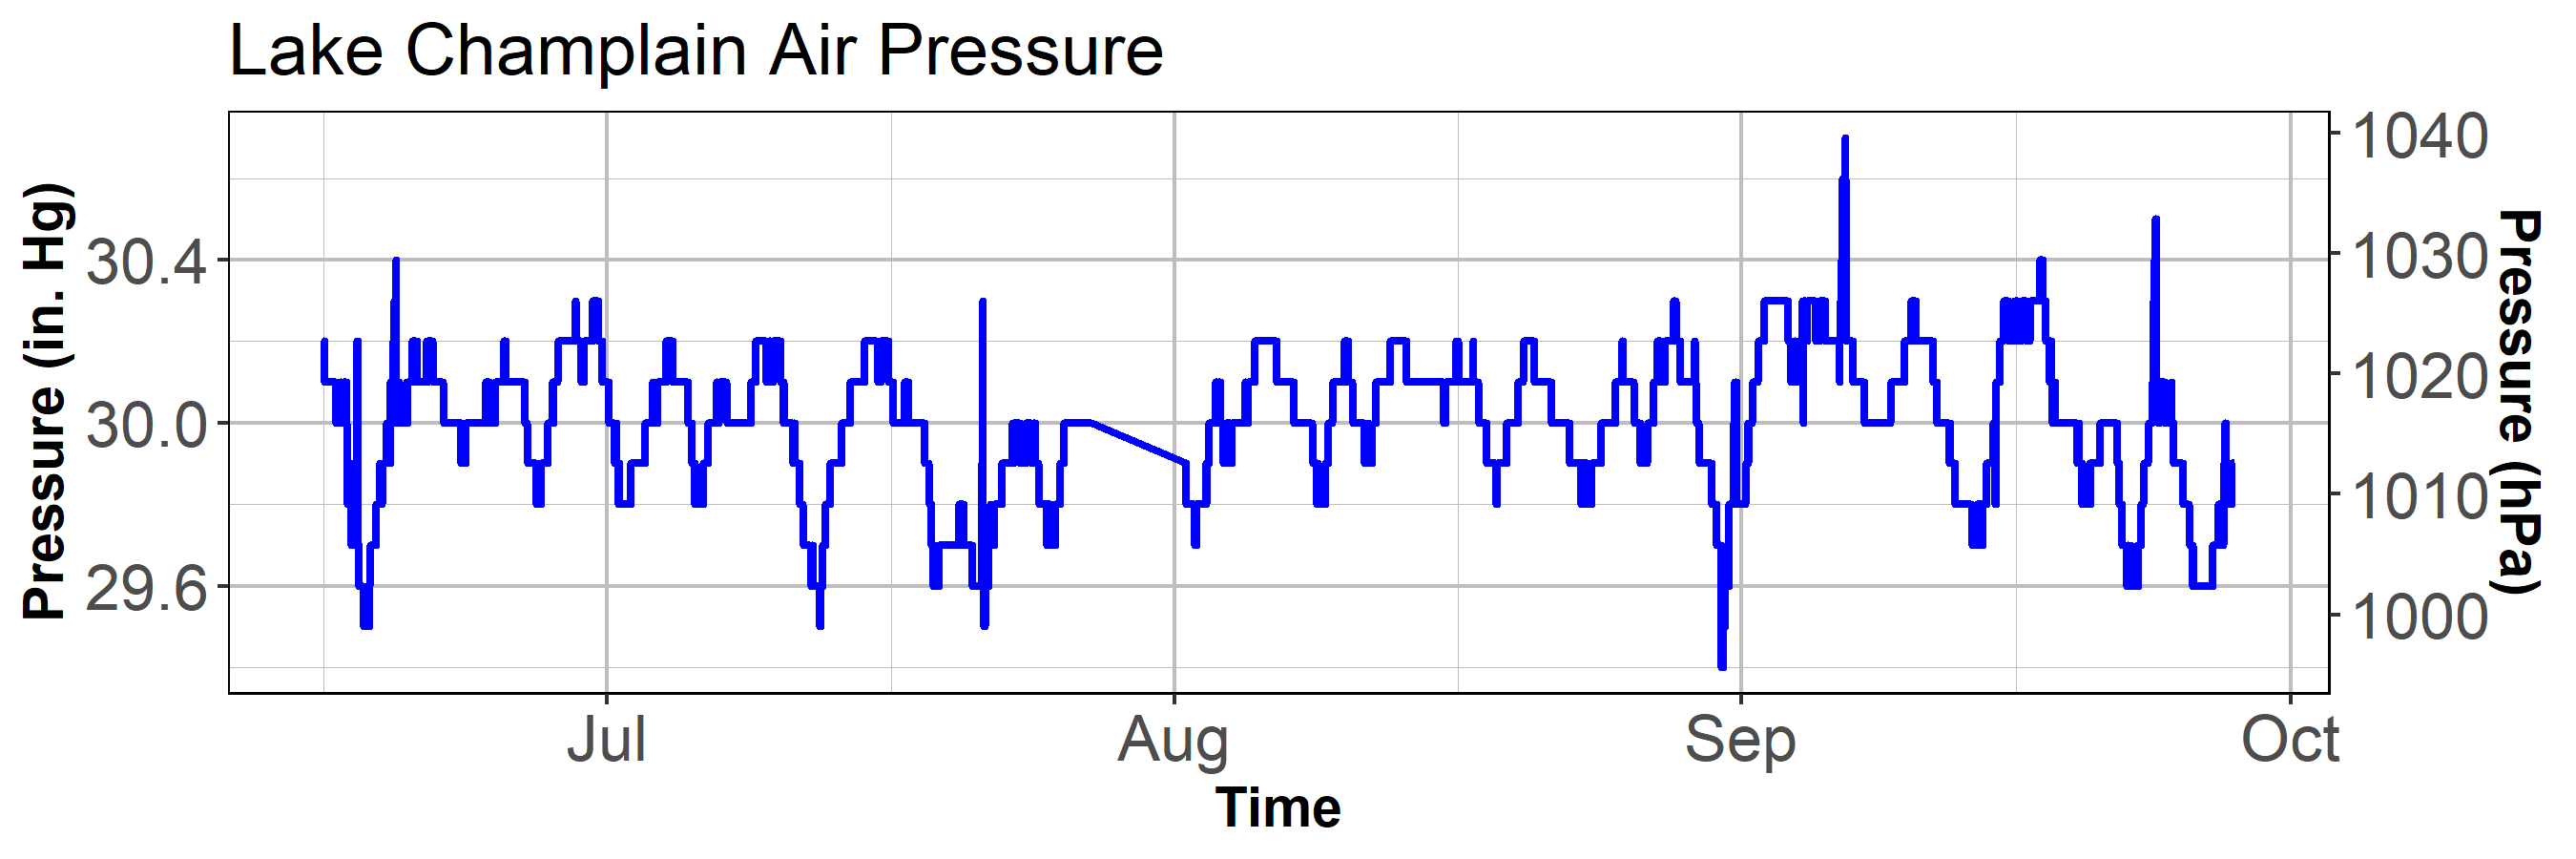 Lake Champlain Air Pressure
Pressure (in. Hg)
30.4
30.0
29.6
1040
1030
1020
1010
1000
Pressure (hPa)
Jul Aug Sep Oct
Time